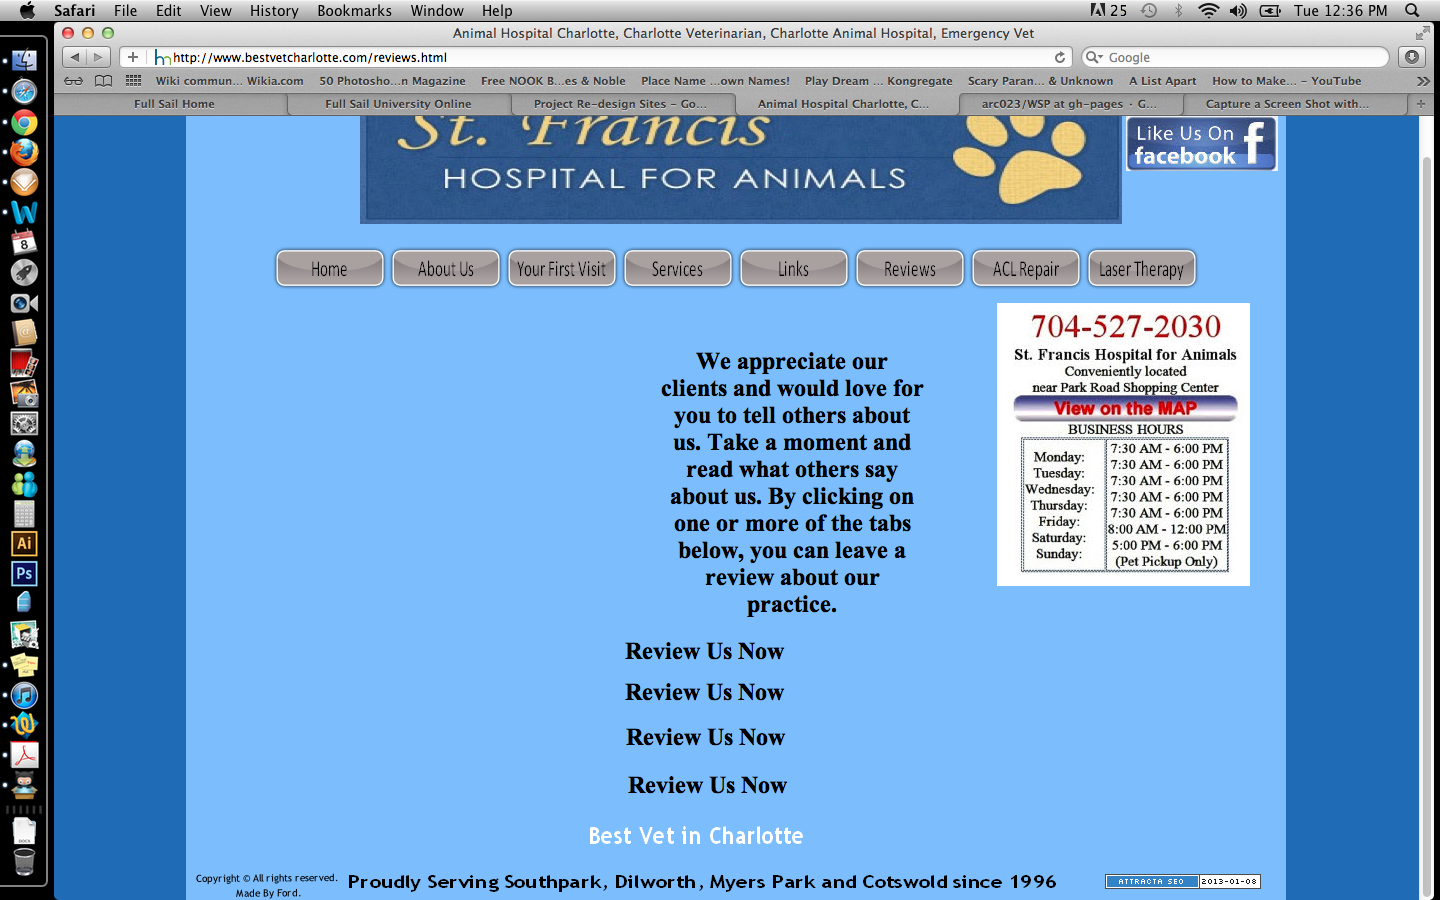 Safari File Edit View History Bookmarks Window Help
25 Tue 12:36 PM
Animal Hospital Charlotte, Charlotte Veterinarian, Charlotte Animal Hospital, Emergency Vet
http://www.bestvetcharlotte.com/reviews.html
Google
Wiki commun... Wikia.com 50 Photosho...n Magazine Free NOOK B...es & Noble Place Name ...own Names! Play Dream ... Kongregate Scary Paran... & Unknown A List Apart How to Make... – YouTube
Full Sail Home Full Sail University Online Project Re-design Sites – Go... Animal Hospital Charlotte, C... arc023/WSP at gh-pages · G... Capture a Screen Shot with...
St. Francis
HOSPITAL FOR ANIMALS
Like Us On
facebook
Home About Us Your First Visit Services Links Reviews ACL Repair Laser Therapy
704-527-2030
St. Francis Hospital for Animals
Conveniently located
near Park Road Shopping Center
View on the MAP
BUSINESS HOURS
Monday: 7:30 AM - 6:00 PM
Tuesday: 7:30 AM - 6:00 PM
Wednesday: 7:30 AM - 6:00 PM
Thursday: 7:30 AM - 6:00 PM
Friday: 7:30 AM - 6:00 PM
Saturday: 8:00 AM - 12:00 PM
Sunday: 5:00 PM - 6:00 PM
(Pet Pickup Only)
We appreciate our
clients and would love for
you to tell others about
us. Take a moment and
read what others say
about us. By clicking on
one or more of the tabs
below, you can leave a
review about our
practice.
Review Us Now
Review Us Now
Review Us Now
Review Us Now
Best Vet in Charlotte
Copyright © All rights reserved.
Made By Ford.
Proudly Serving Southpark, Dilworth, Myers Park and Cotswold since 1996
ATTRACTA SEO 2013-01-08
8
Ai
Ps
DOCX